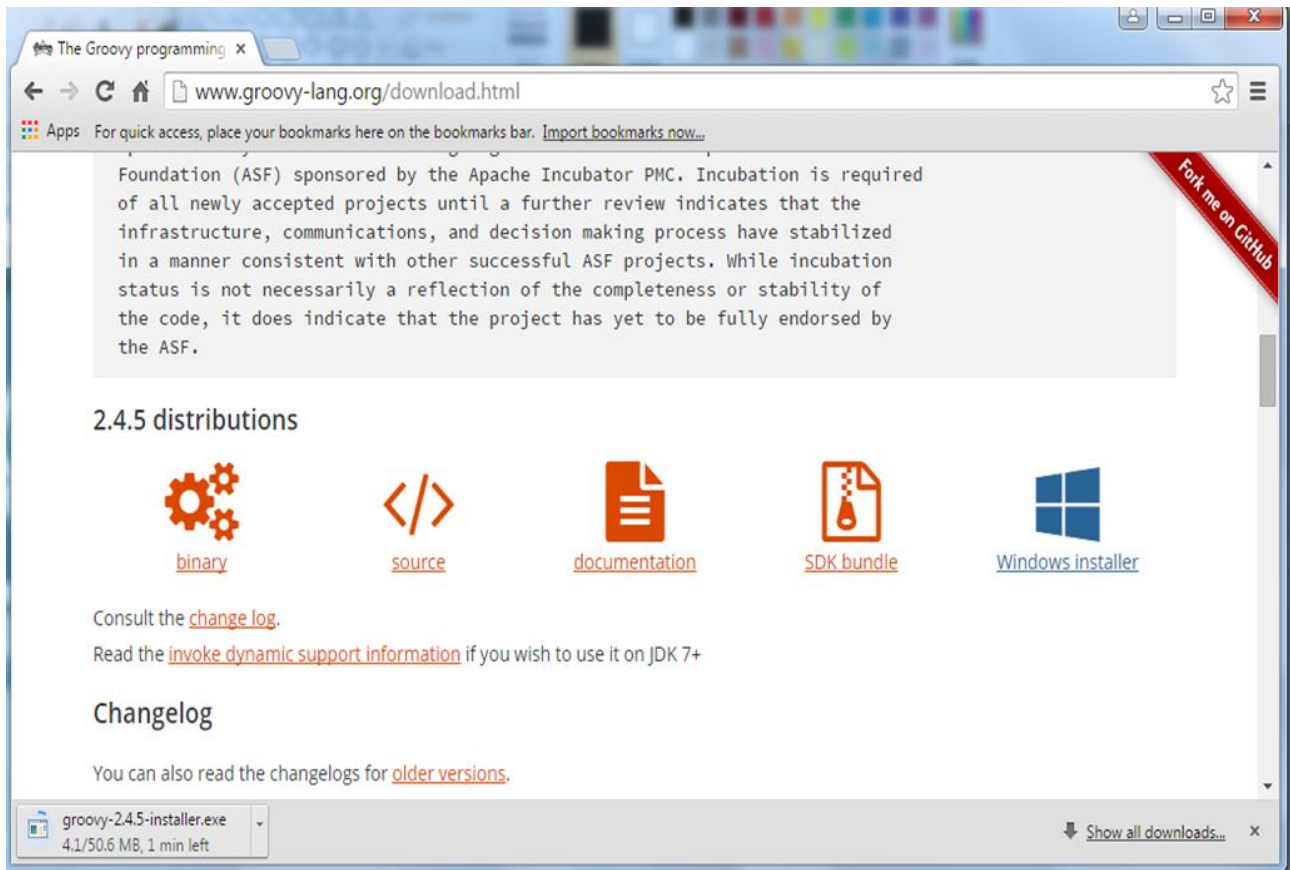 The Groovy programming
www.groovy-lang.org/download.html
Apps For quick access, place your bookmarks here on the bookmarks bar. Import bookmarks now...
Foundation (ASF) sponsored by the Apache Incubator PMC. Incubation is required
of all newly accepted projects until a further review indicates that the
infrastructure, communications, and decision making process have stabilized
in a manner consistent with other successful ASF projects. While incubation
status is not necessarily a reflection of the completeness or stability of
the code, it does indicate that the project has yet to be fully endorsed by
the ASF.
Fork me on GitHub
2.4.5 distributions
binary
source
documentation
SDK bundle
Windows installer
Consult the change log.
Read the invoke dynamic support information if you wish to use it on JDK 7+
Changelog
You can also read the changelogs for older versions.
groovy-2.4.5-installer.exe
4.1/50.6 MB, 1 min left
Show all downloads...